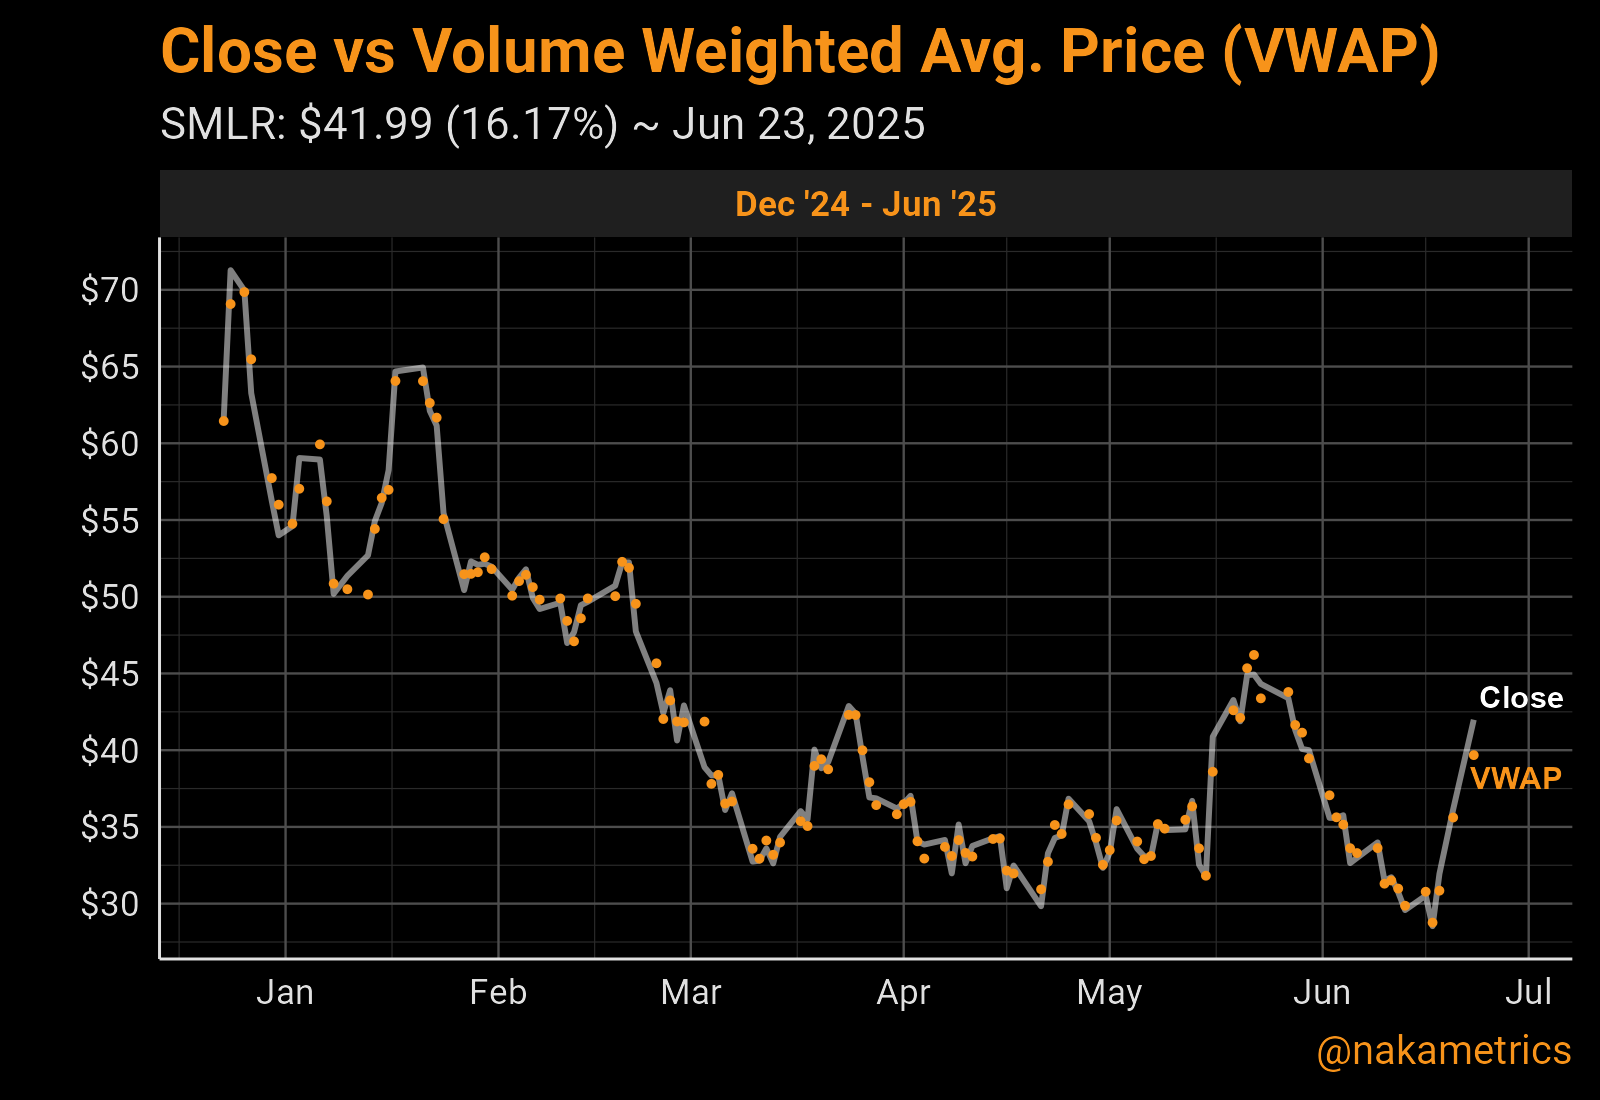 Close vs Volume Weighted Avg. Price (VWAP)
SMLR: $41.99 (16.17%) ~ Jun 23, 2025
Dec '24 - Jun '25
$70
$65
$60
$55
$50
$45
$40
$35
$30
Close
VWAP
Jan Feb Mar Apr May Jun Jul
@nakametrics